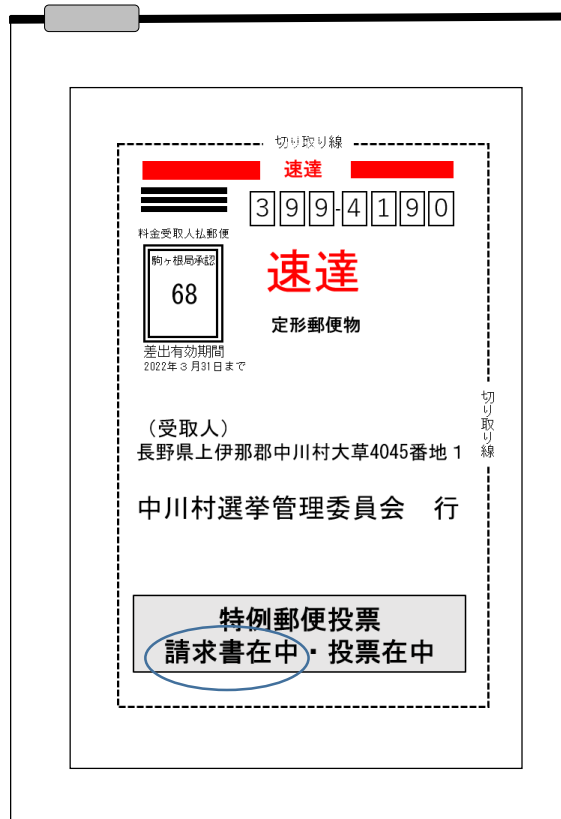 切り取り線
速達
399-4190
料金受取人払郵便
駒ヶ根局承認
68
速達
定形郵便物
差出有効期間
2022年3月31日まで
切り取り線
（受取人）
長野県上伊那郡中川村大草4045番地1
中川村選挙管理委員会　行
特例郵便投票
請求書在中・投票在中